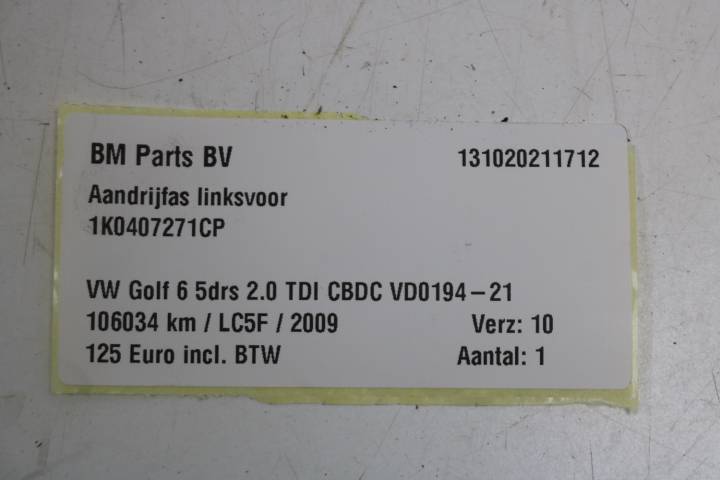 BM Parts BV 131020211712
Aandrijfas linksvoor
1K0407271CP
VW Golf 6 5drs 2.0 TDI CBDC VD0194-21
106034 km / LC5F / 2009 Verz: 10
125 Euro incl. BTW Aantal: 1